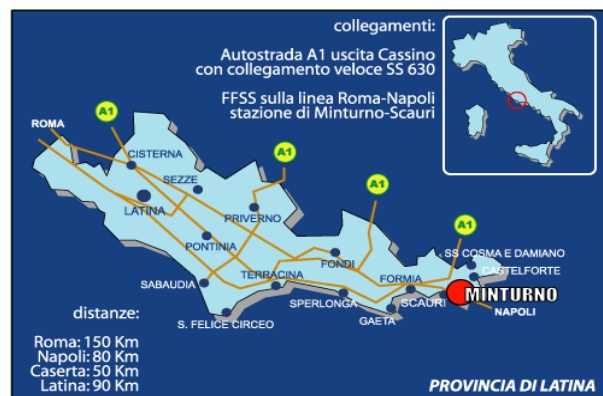 collegamenti:
Autostrada A1 uscita Cassino
con collegamento veloce SS 630
FFSS sulla linea Roma-Napoli
stazione di Minturno-Scauri
ROMA
A1
CISTERNA
SEZZE
A1
LATINA
PRIVERNO
A1
PONTINIA
A1
FONDI
SS COSMA E DAMIANO
CASTELFORTE
SABAUDIA
TERRACINA
FORMIA
SPERLONGA
SCAURI
MINTURNO
GAETA
NAPOLI
S. FELICE CIRCEO
distanze:
Roma: 150 Km
Napoli: 80 Km
Caserta: 50 Km
Latina: 90 Km
PROVINCIA DI LATINA